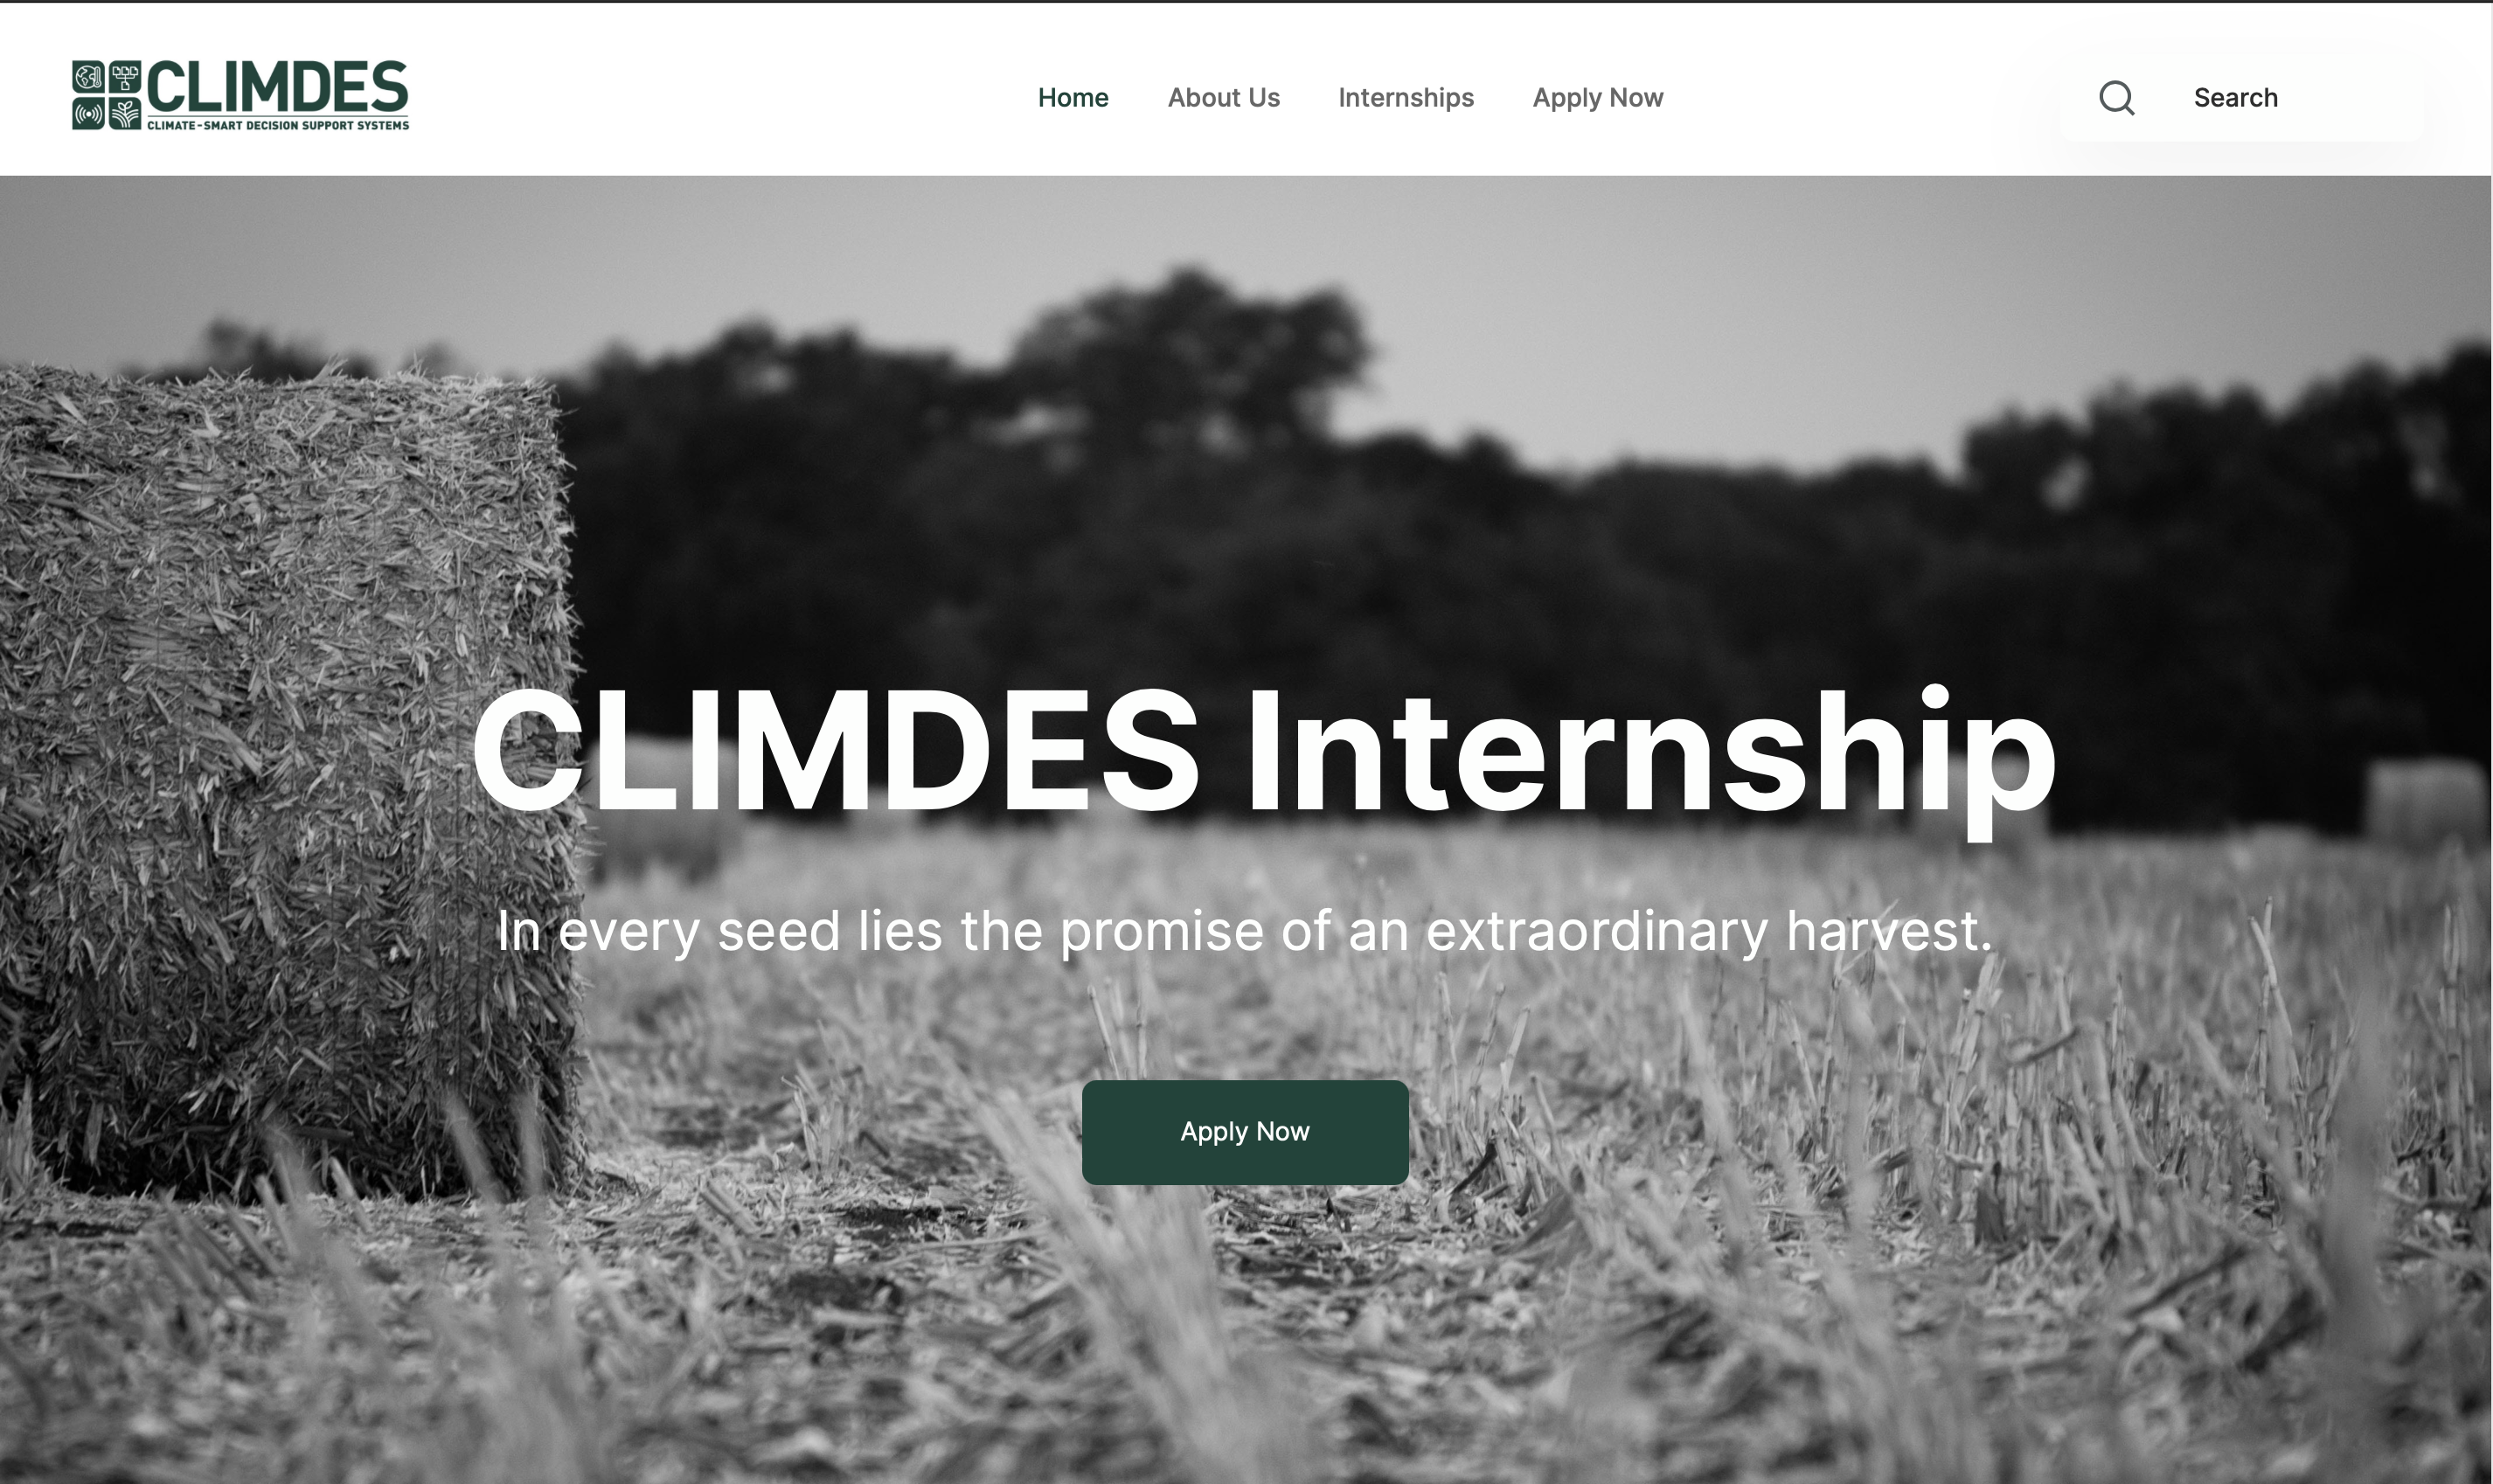 CLIMDES
CLIMATE-SMART DECISION SUPPORT SYSTEMS
Home
About Us
Internships
Apply Now
Search
CLIMDES Internship
In every seed lies the promise of an extraordinary harvest.
Apply Now